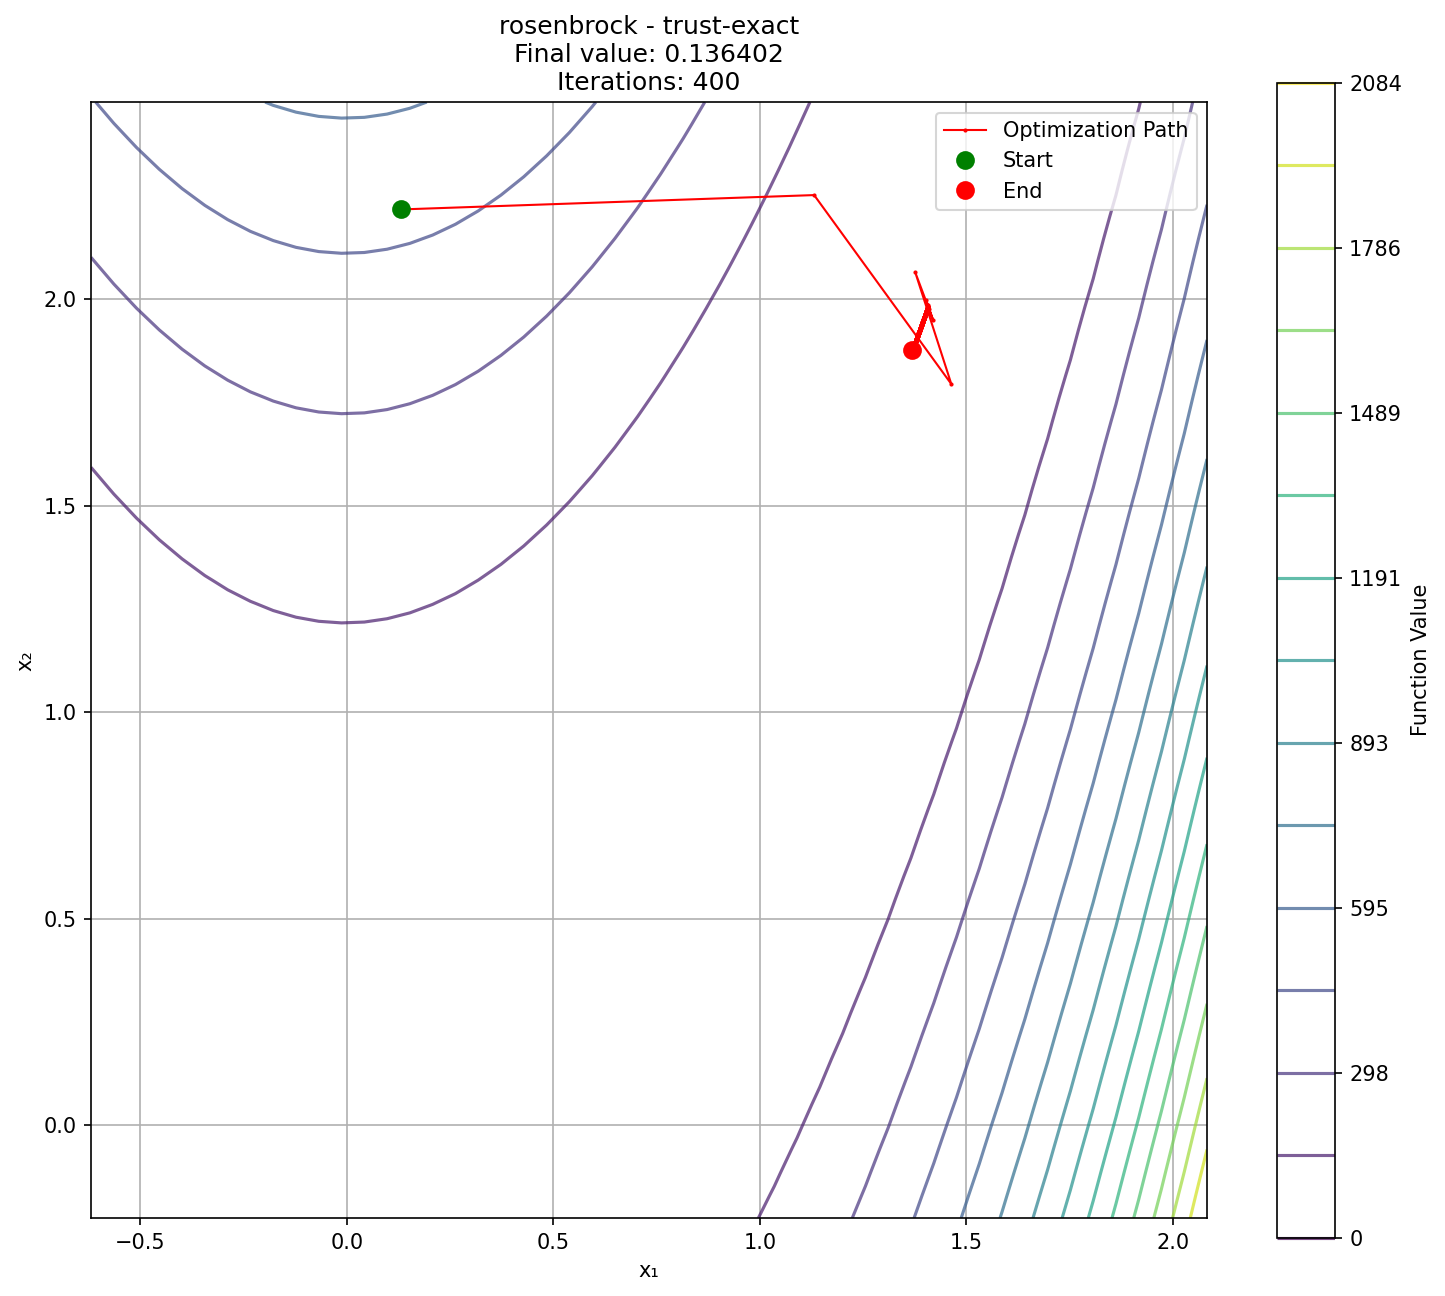 rosenbrock - trust-exact
Final value: 0.136402
Iterations: 400
Optimization Path
Start
End
2.0
1.5
1.0
0.5
0.0
x₂
−0.5
0.0
0.5
1.0
1.5
2.0
x₁
2084
1786
1489
1191
893
595
298
0
Function Value